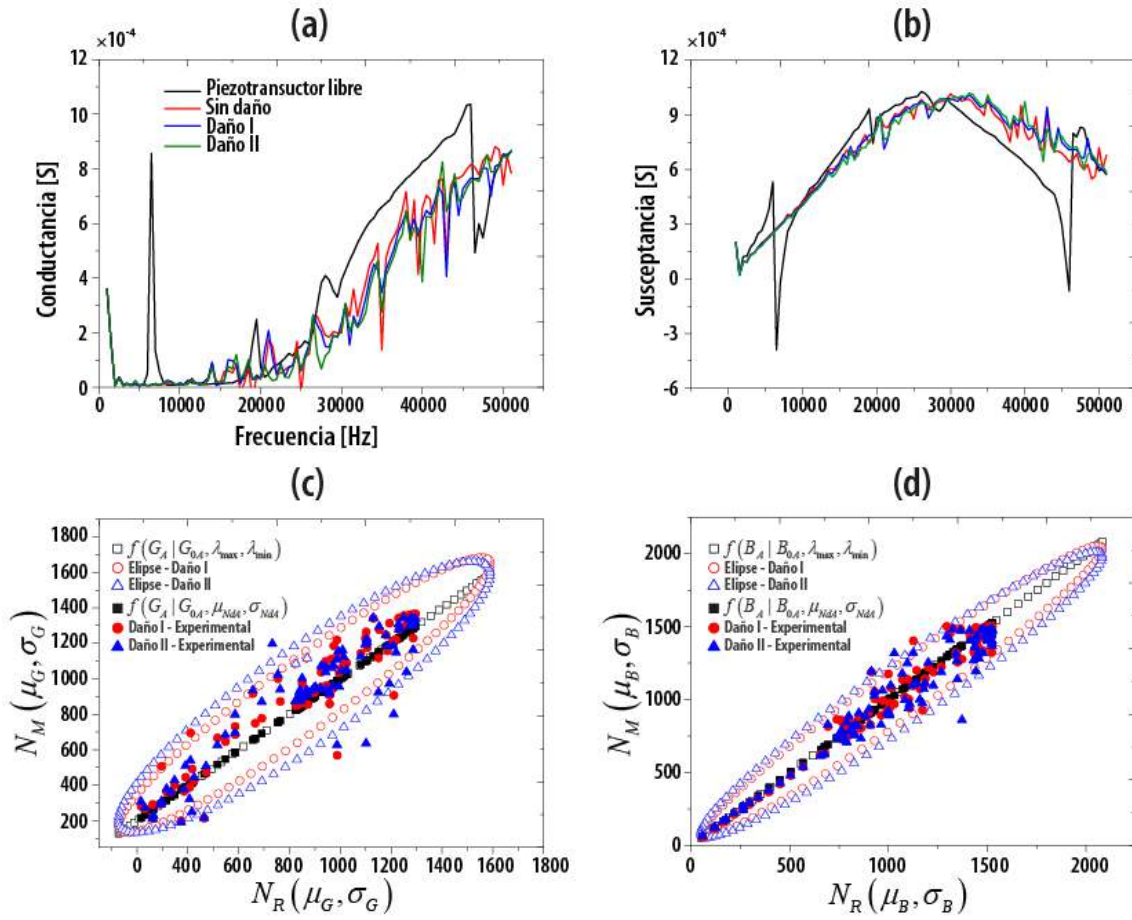 (a)
×10⁻⁴
12
10
8
6
4
2
0
Conductancia [S]
Piezotransuctor libre
Sin daño
Daño I
Daño II
0 10000 20000 30000 40000 50000
Frecuencia [Hz]
(b)
×10⁻⁴
12
9
6
3
0
-3
-6
Susceptancia [S]
0 10000 20000 30000 40000 50000
(c)
1800
1600
1400
1200
1000
800
600
400
200
N_M(μ_G, σ_G)
f(G_A | G_0A, λ_max, λ_min)
Elipse - Daño I
Elipse - Daño II
f(G_A | G_0A, μ_NdA, σ_NdA)
Daño I - Experimental
Daño II - Experimental
0 400 600 800 1000 1200 1400 1600 1800
N_R(μ_G, σ_G)
(d)
2000
1500
1000
500
0
N_M(μ_B, σ_B)
f(B_A | B_0A, λ_max, λ_min)
Elipse - Daño I
Elipse - Daño II
f(B_A | B_0A, μ_NdA, σ_NdA)
Daño I - Experimental
Daño II - Experimental
0 500 1000 1500 2000
N_R(μ_B, σ_B)